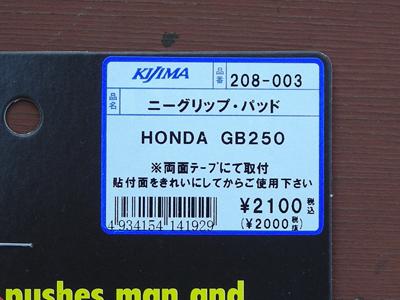 KIJIMA 品番 208-003
品名 ニーグリップ・パッド
HONDA GB250
※両面テープにて取付
貼付面をきれいにしてからご使用下さい
¥2100 税込
(¥2000 税抜)
4 934154 141929
pushes man and